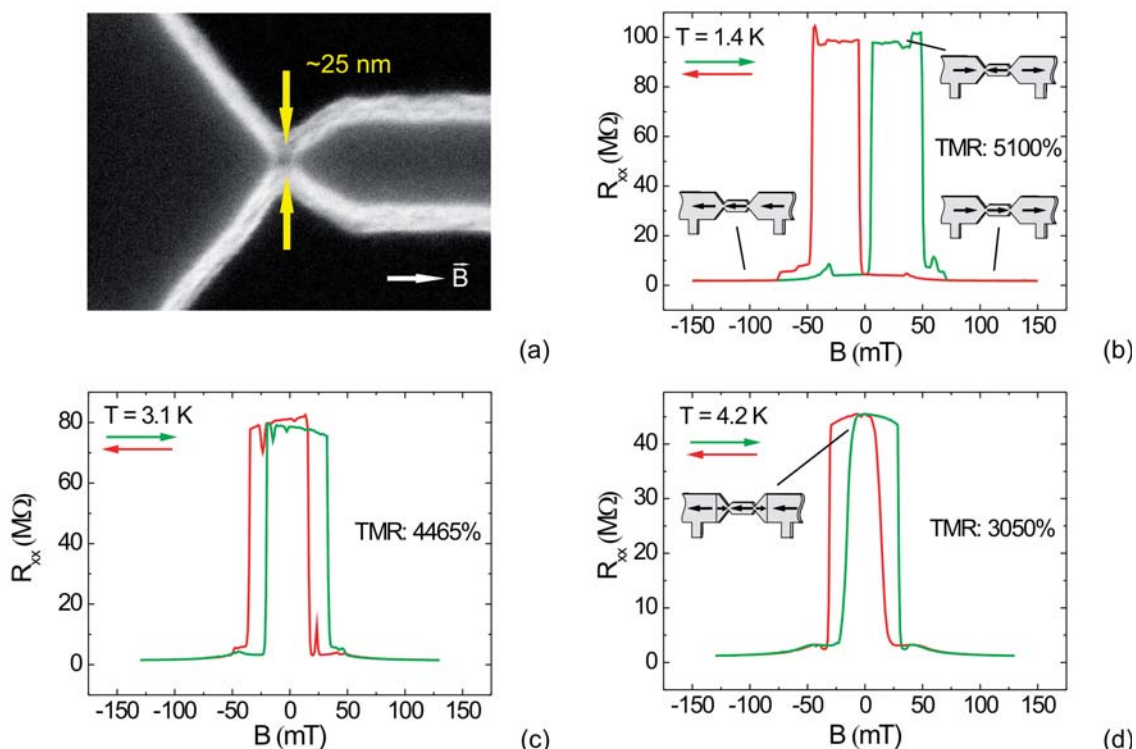 ~25 nm
B
(a)
T = 1.4 K
TMR: 5100%
100
80
60
40
20
0
Rxx (MΩ)
-150 -100 -50 0 50 100 150
B (mT)
(b)
T = 3.1 K
TMR: 4465%
80
60
40
20
0
Rxx (MΩ)
-150 -100 -50 0 50 100 150
B (mT)
(c)
T = 4.2 K
TMR: 3050%
40
30
20
10
0
Rxx (MΩ)
-150 -100 -50 0 50 100 150
B (mT)
(d)